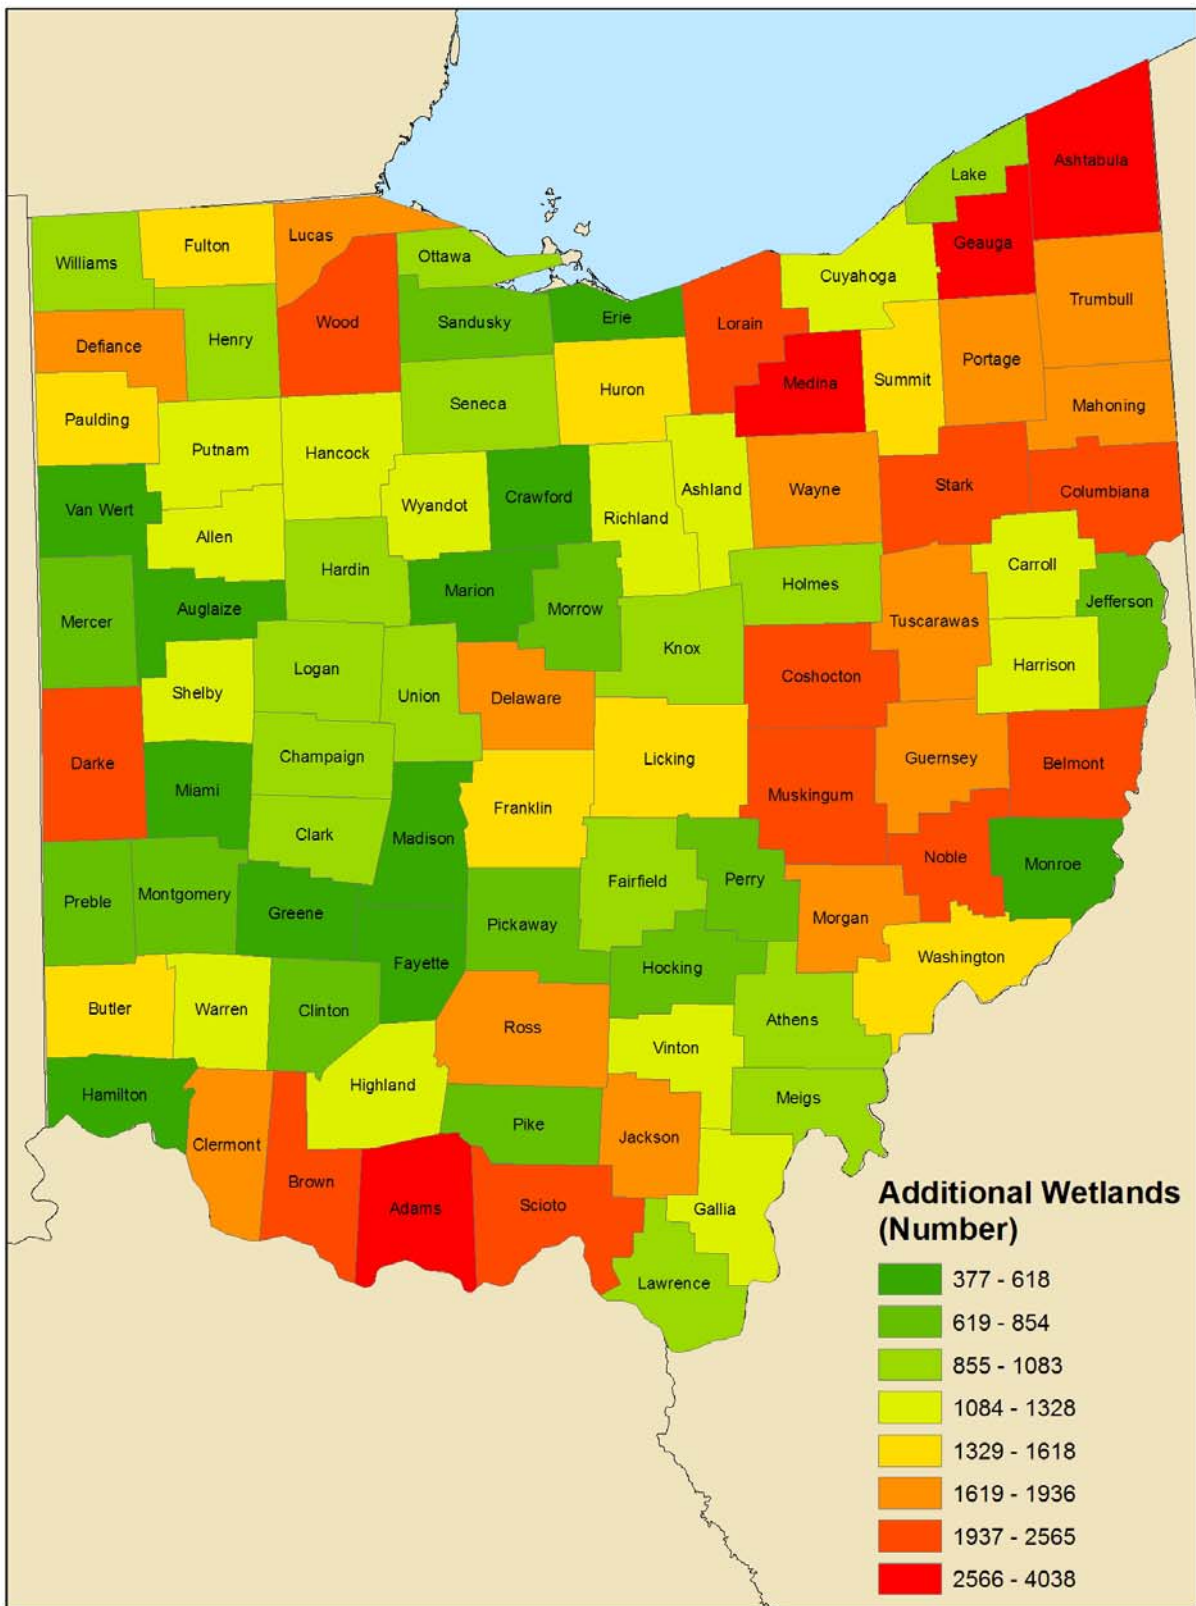 Ashtabula
Lake
Geauga
Lucas
Fulton
Ottawa
Williams
Cuyahoga
Trumbull
Wood
Sandusky
Erie
Lorain
Henry
Defiance
Portage
Medina
Summit
Huron
Seneca
Mahoning
Paulding
Putnam
Hancock
Ashland
Wayne
Stark
Columbiana
Wyandot
Crawford
Van Wert
Richland
Allen
Carroll
Hardin
Holmes
Marion
Jefferson
Auglaize
Morrow
Mercer
Tuscarawas
Knox
Harrison
Logan
Coshocton
Shelby
Union
Delaware
Champaign
Licking
Guernsey
Belmont
Darke
Miami
Muskingum
Franklin
Clark
Madison
Noble
Monroe
Fairfield
Perry
Montgomery
Preble
Greene
Morgan
Pickaway
Washington
Fayette
Hocking
Butler
Warren
Clinton
Athens
Ross
Vinton
Highland
Hamilton
Meigs
Pike
Jackson
Clermont
Brown
Adams
Scioto
Gallia
Lawrence
Additional Wetlands
(Number)
377 - 618
619 - 854
855 - 1083
1084 - 1328
1329 - 1618
1619 - 1936
1937 - 2565
2566 - 4038